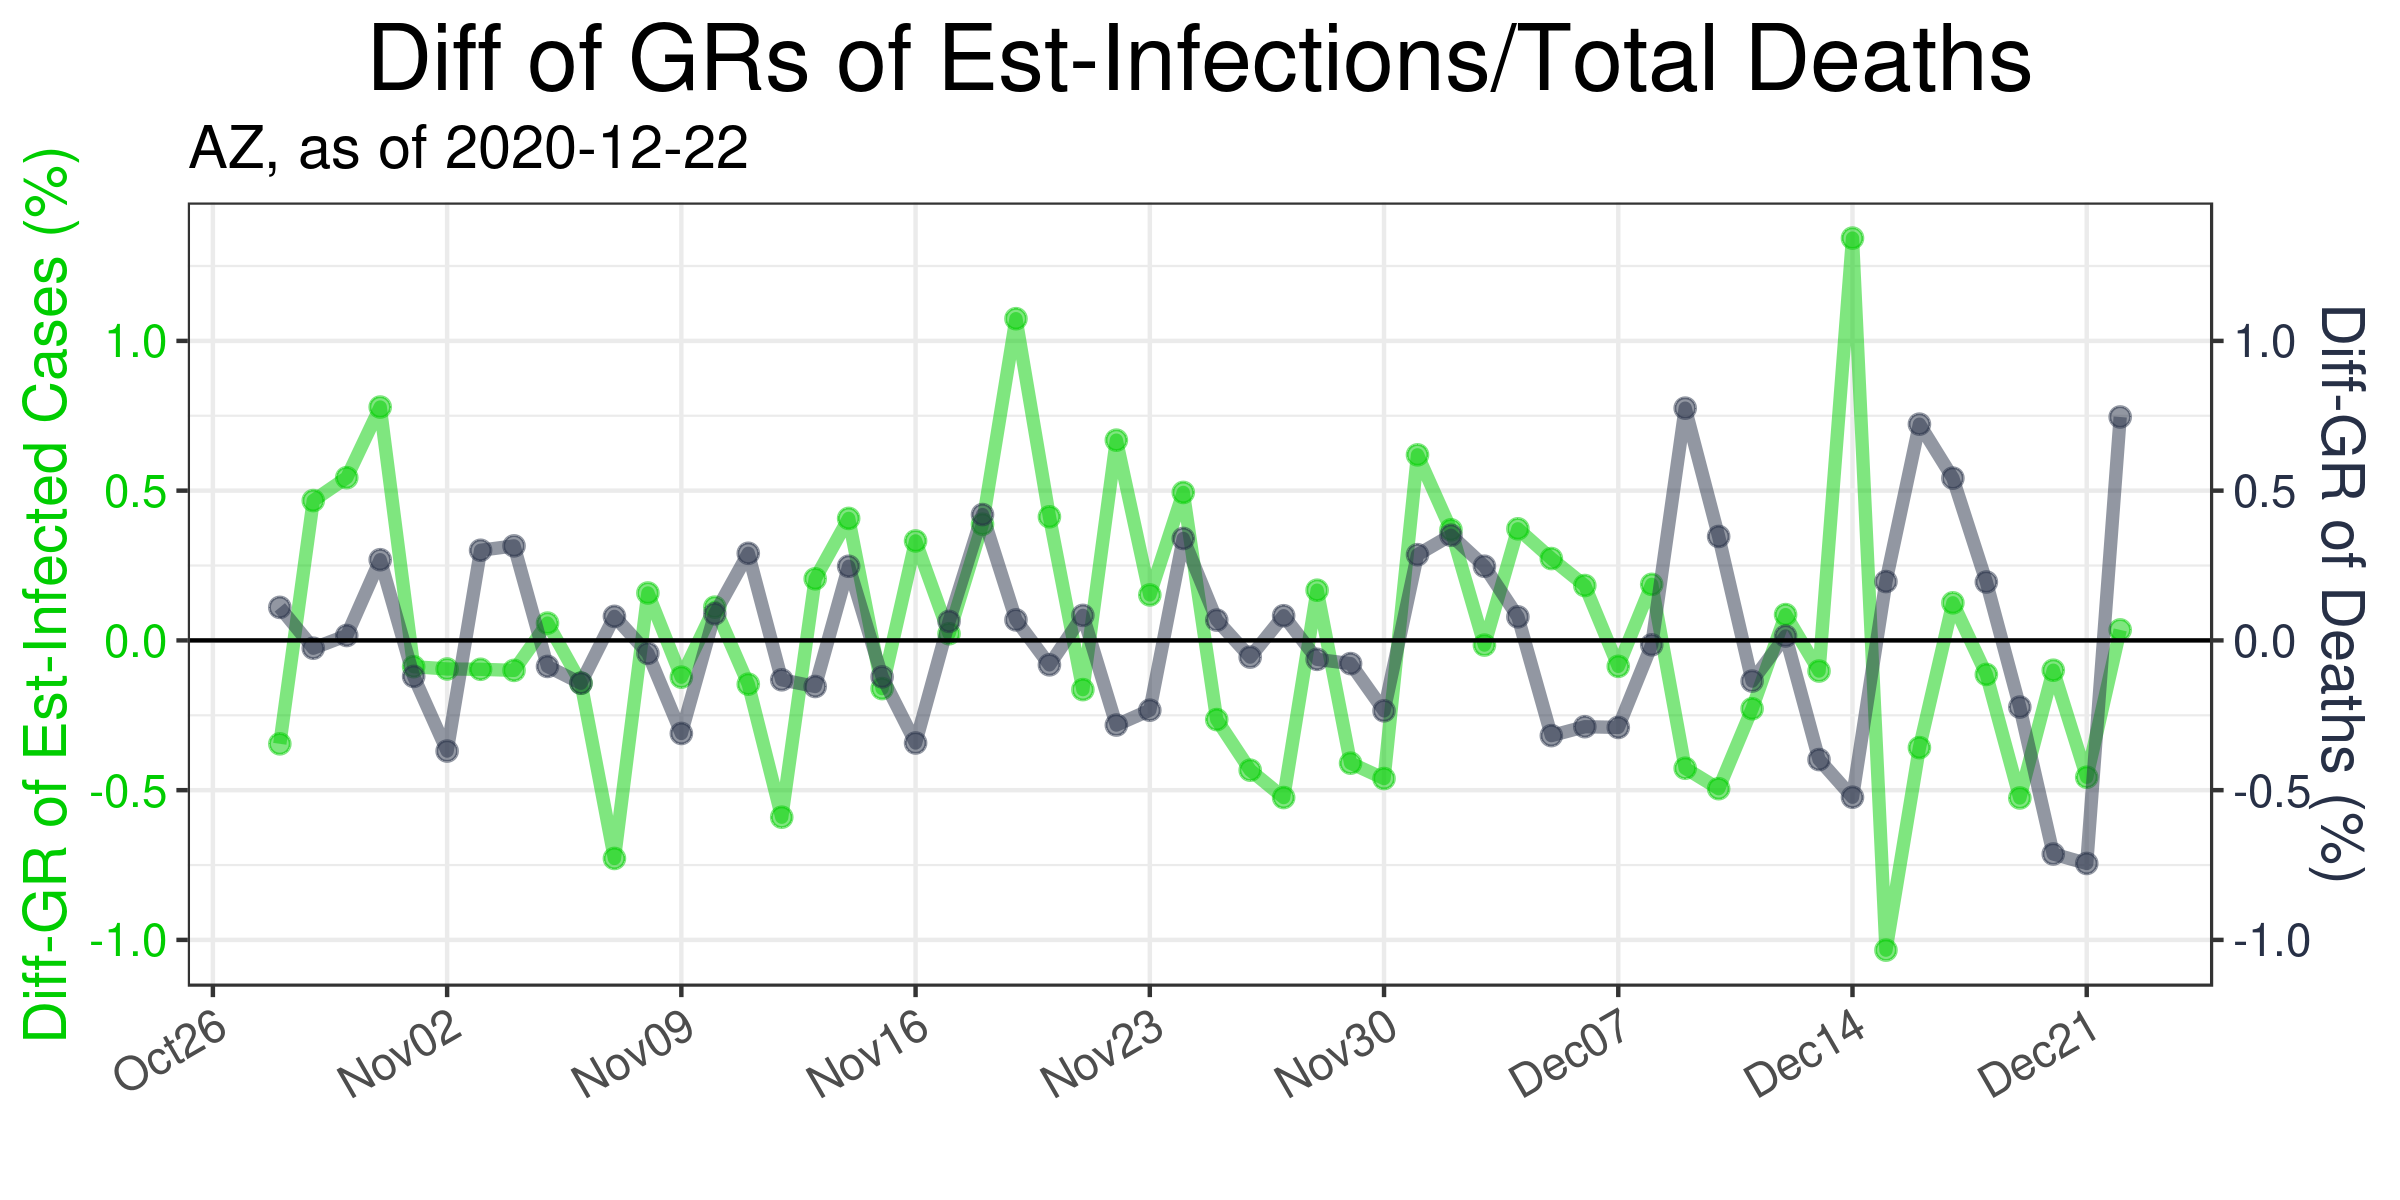 Diff of GRs of Est-Infections/Total Deaths
AZ, as of 2020-12-22
Diff-GR of Est-Infected Cases (%)
1.0
0.5
0.0
-0.5
-1.0
1.0
0.5
0.0
-0.5
-1.0
Diff-GR of Deaths (%)
Oct26
Nov02
Nov09
Nov16
Nov23
Nov30
Dec07
Dec14
Dec21